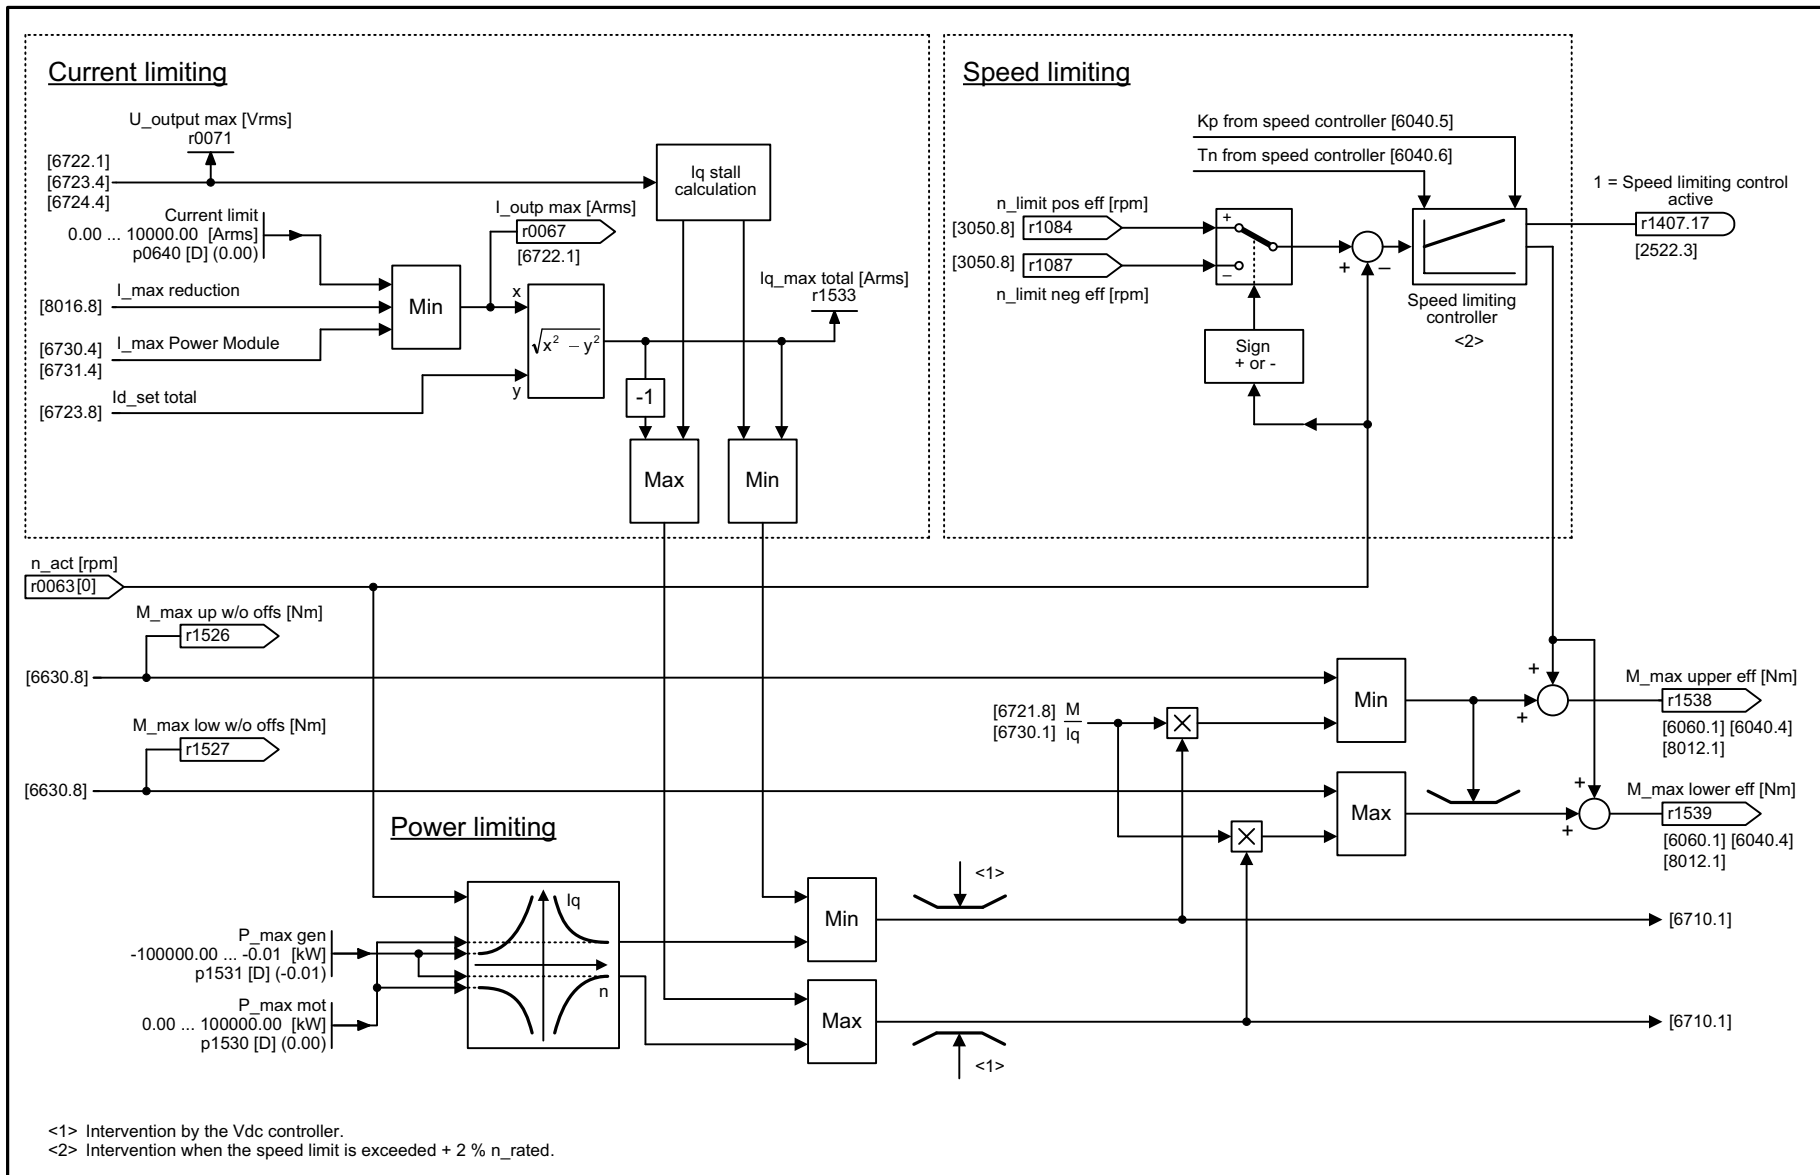 Current limiting
U_output max [Vrms]
r0071
[6722.1]
[6723.4]
[6724.4]
Iq stall
calculation
Current limit
0.00 ... 10000.00 [Arms]
p0640 [D] (0.00)
I_outp max [Arms]
r0067
[6722.1]
I_max reduction
[8016.8]
Min
I_max Power Module
[6730.4]
[6731.4]
Id_set total
[6723.8]
x
y
√x² – y²
Iq_max total [Arms]
r1533
-1
Max
Min
Speed limiting
Kp from speed controller [6040.5]
Tn from speed controller [6040.6]
n_limit pos eff [rpm]
[3050.8]
r1084
[3050.8]
r1087
n_limit neg eff [rpm]
+
–
+
–
Sign
+ or -
Speed limiting
controller
<2>
1 = Speed limiting control
active
r1407.17
[2522.3]
n_act [rpm]
r0063[0]
M_max up w/o offs [Nm]
r1526
[6630.8]
M_max low w/o offs [Nm]
r1527
[6630.8]
[6721.8]
[6730.1]
M
Iq
×
×
Min
Max
+
+
+
+
M_max upper eff [Nm]
r1538
[6060.1] [6040.4]
[8012.1]
M_max lower eff [Nm]
r1539
[6060.1] [6040.4]
[8012.1]
Power limiting
Iq
n
P_max gen
-100000.00 ... -0.01 [kW]
p1531 [D] (-0.01)
P_max mot
0.00 ... 100000.00 [kW]
p1530 [D] (0.00)
Min
<1>
[6710.1]
Max
<1>
[6710.1]
<1> Intervention by the Vdc controller.
<2> Intervention when the speed limit is exceeded + 2 % n_rated.